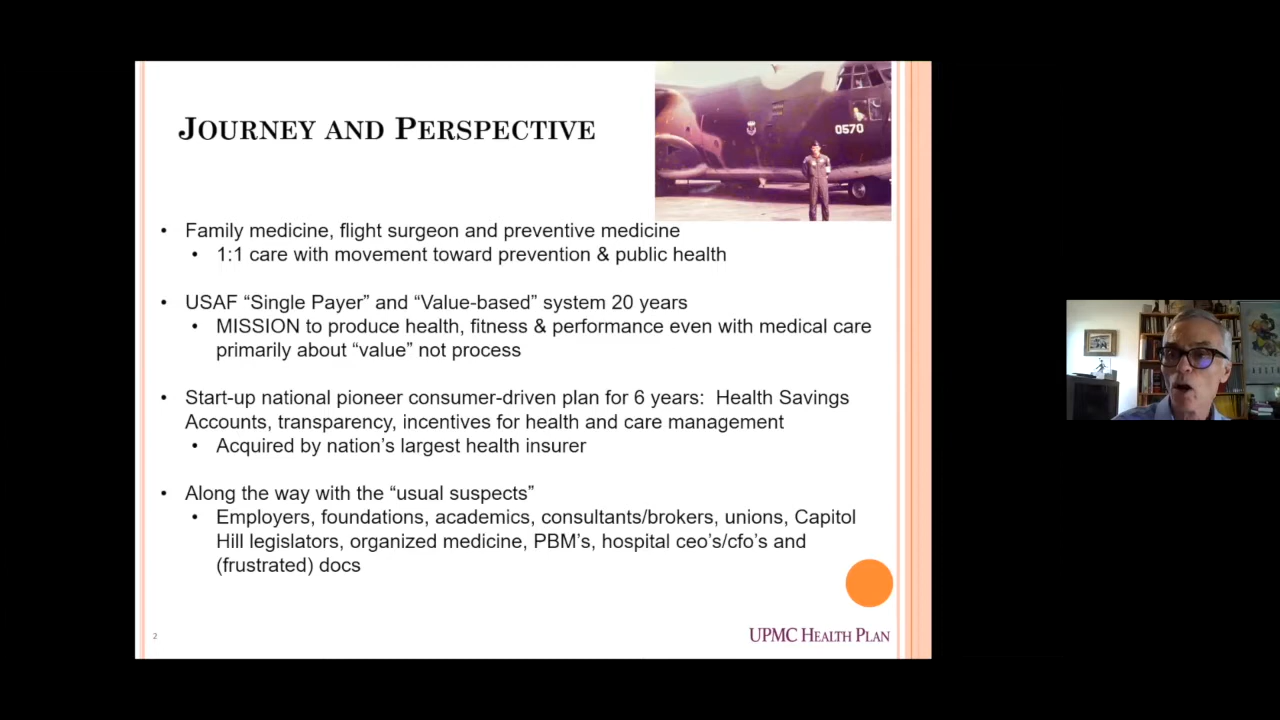 JOURNEY AND PERSPECTIVE
0570
• Family medicine, flight surgeon and preventive medicine
• 1:1 care with movement toward prevention & public health
• USAF “Single Payer” and “Value-based” system 20 years
• MISSION to produce health, fitness & performance even with medical care
primarily about “value” not process
• Start-up national pioneer consumer-driven plan for 6 years:  Health Savings
Accounts, transparency, incentives for health and care management
• Acquired by nation’s largest health insurer
• Along the way with the “usual suspects”
• Employers, foundations, academics, consultants/brokers, unions, Capitol
Hill legislators, organized medicine, PBM’s, hospital ceo’s/cfo’s and
(frustrated) docs
2
UPMC HEALTH PLAN